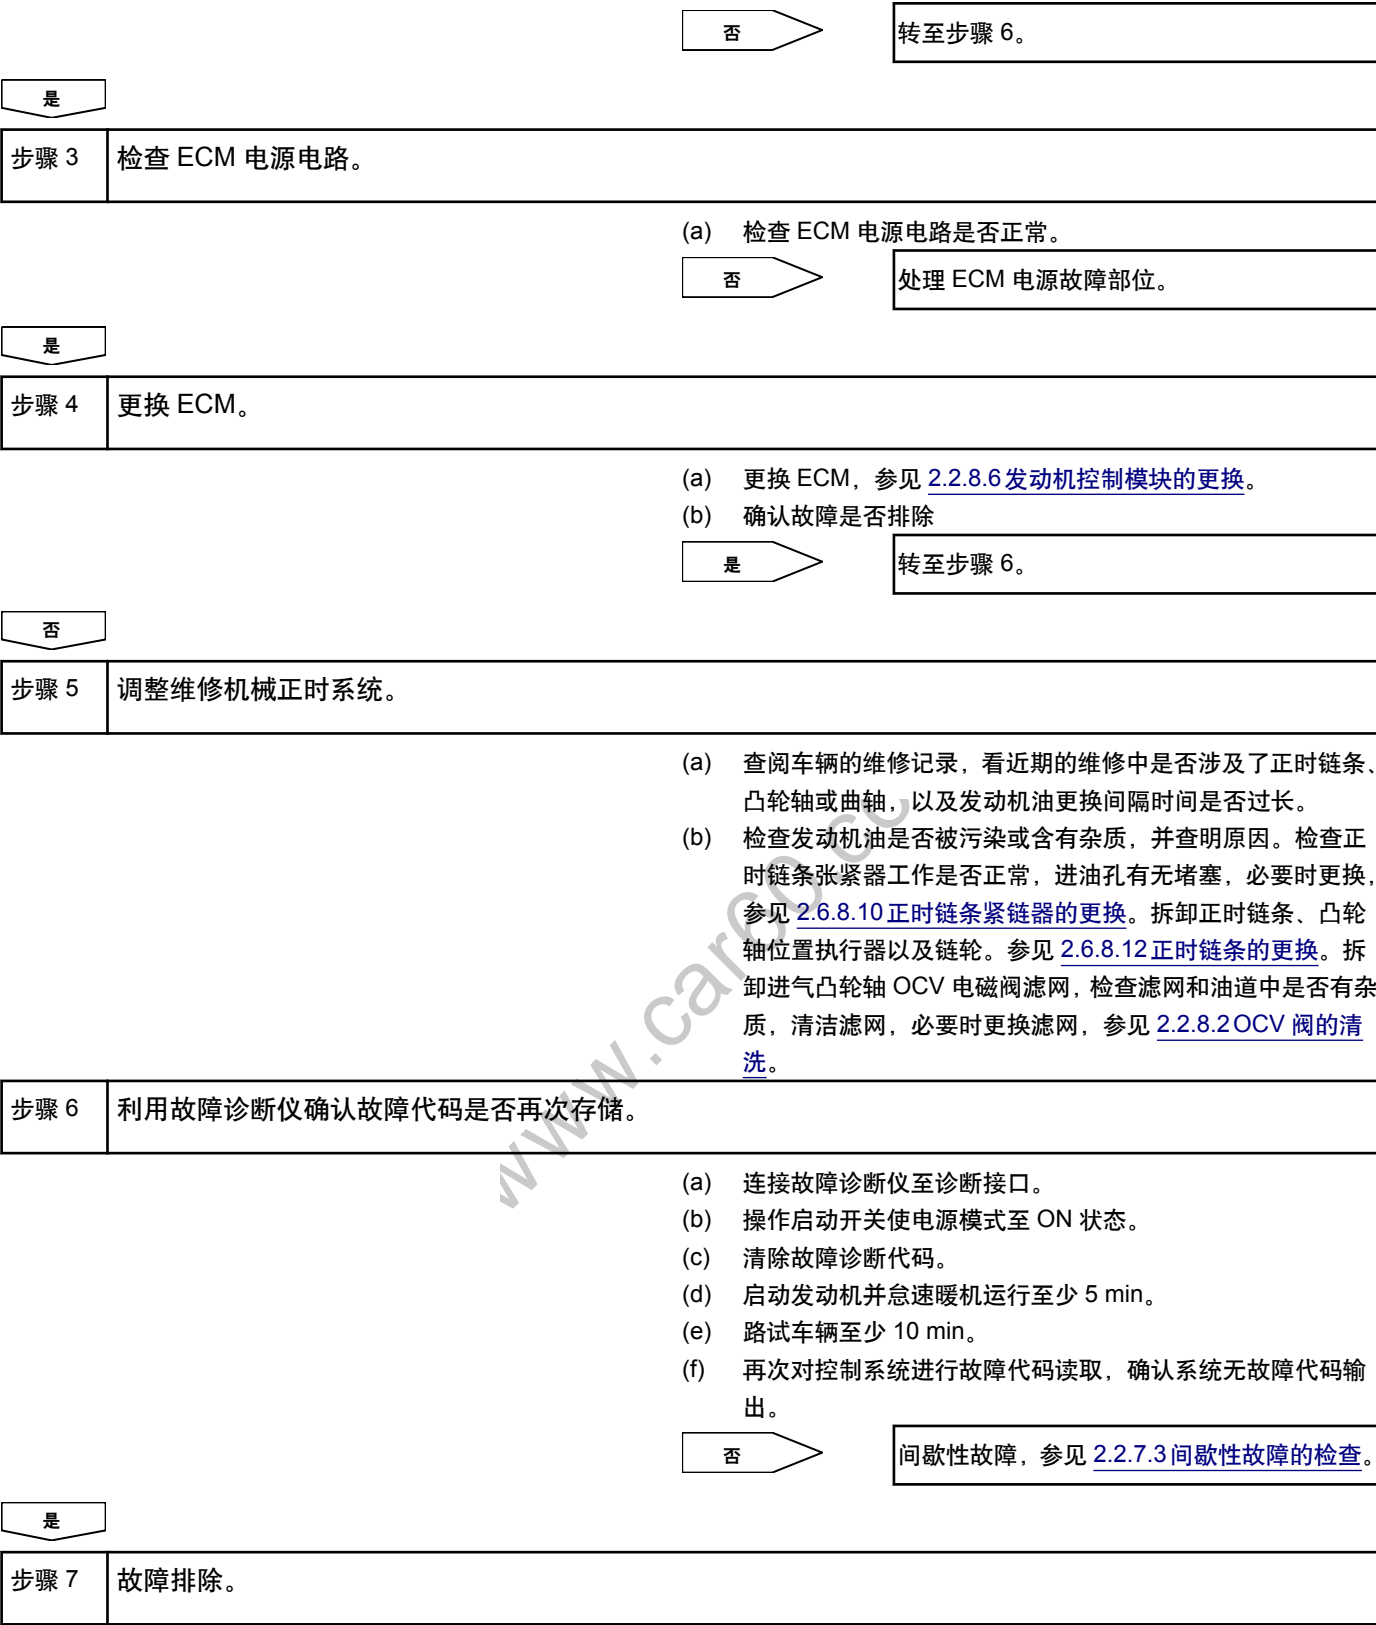 否
转至步骤 6。
是
步骤 3
检查 ECM 电源电路。
(a) 检查 ECM 电源电路是否正常。
否
处理 ECM 电源故障部位。
是
步骤 4
更换 ECM。
(a) 更换 ECM，参见 2.2.8.6发动机控制模块的更换。
(b) 确认故障是否排除
是
转至步骤 6。
否
步骤 5
调整维修机械正时系统。
(a) 查阅车辆的维修记录，看近期的维修中是否涉及了正时链条、
凸轮轴或曲轴，以及发动机油更换间隔时间是否过长。
(b) 检查发动机油是否被污染或含有杂质，并查明原因。检查正
时链条张紧器工作是否正常，进油孔有无堵塞，必要时更换，
参见 2.6.8.10正时链条紧链器的更换。拆卸正时链条、凸轮
轴位置执行器以及链轮。参见 2.6.8.12正时链条的更换。拆
卸进气凸轮轴 OCV 电磁阀滤网，检查滤网和油道中是否有杂
质，清洁滤网，必要时更换滤网，参见 2.2.8.2OCV 阀的清
洗。
步骤 6
利用故障诊断仪确认故障代码是否再次存储。
(a) 连接故障诊断仪至诊断接口。
(b) 操作启动开关使电源模式至 ON 状态。
(c) 清除故障诊断代码。
(d) 启动发动机并怠速暖机运行至少 5 min。
(e) 路试车辆至少 10 min。
(f) 再次对控制系统进行故障代码读取，确认系统无故障代码输
出。
否
间歇性故障，参见 2.2.7.3间歇性故障的检查。
是
步骤 7
故障排除。